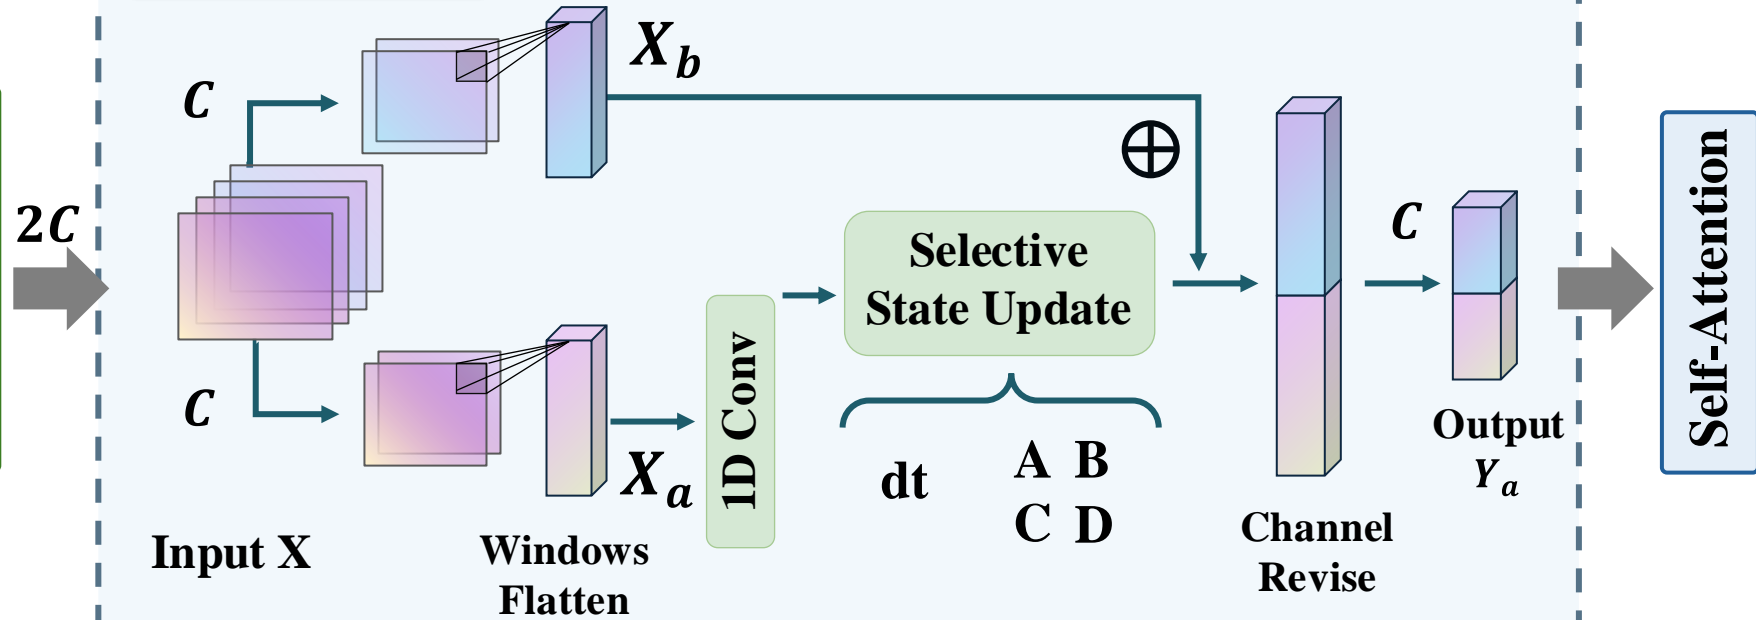 2C
C
C
X_b
X_a
Input X
Windows
Flatten
1D Conv
Selective
State Update
dt
A B
C D
⊕
Channel
Revise
C
Output
Y_a
Self-Attention